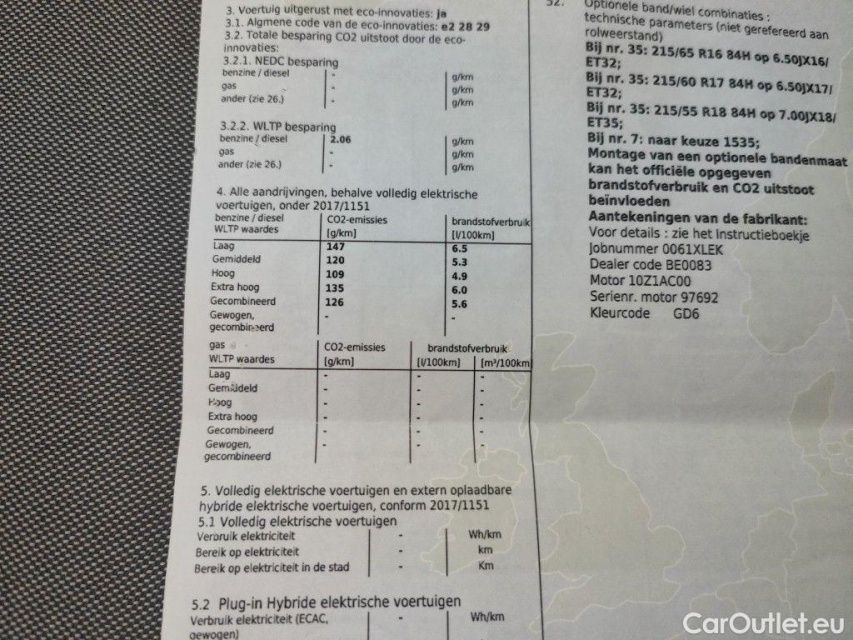 3. Voertuig uitgerust met eco-innovaties: ja
3.1. Algmene code van de eco-innovaties: e2 28 29
3.2. Totale besparing CO2 uitstoot door de eco-
innovaties:
3.2.1. NEDC besparing
benzine / diesel - g/km
gas - g/km
ander (zie 26.) - g/km
3.2.2. WLTP besparing
benzine / diesel 2.06 g/km
gas - g/km
ander (zie 26.) - g/km
4. Alle aandrijvingen, behalve volledig elektrische
voertuigen, onder 2017/1151
benzine / diesel CO2-emissies brandstofverbruik
WLTP waardes [g/km] [l/100km]
Laag 147 6.5
Gemiddeld 120 5.3
Hoog 109 4.9
Extra hoog 135 6.0
Gecombineerd 126 5.6
Gewogen, - -
gecombineerd
gas CO2-emissies brandstofverbruik
WLTP waardes [g/km] [l/100km] [m³/100km]
Laag - - -
Gemiddeld - - -
Hoog - - -
Extra hoog - - -
Gecombineerd - - -
Gewogen, - - -
gecombineerd
5. Volledig elektrische voertuigen en extern oplaadbare
hybride elektrische voertuigen, conform 2017/1151
5.1 Volledig elektrische voertuigen
Verbruik elektriciteit - Wh/km
Bereik op elektriciteit - km
Bereik op elektriciteit in de stad - Km
5.2 Plug-in Hybride elektrische voertuigen
Verbruik elektriciteit (ECAC, - Wh/km
gewogen)
52. Optionele band/wiel combinaties :
technische parameters (niet gerefereerd aan
rolweerstand)
Bij nr. 35: 215/65 R16 84H op 6.50JX16/
ET32;
Bij nr. 35: 215/60 R17 84H op 6.50JX17/
ET32;
Bij nr. 35: 215/55 R18 84H op 7.00JX18/
ET35;
Bij nr. 7: naar keuze 1535;
Montage van een optionele bandenmaat
kan het officiële opgegeven
brandstofverbruik en CO2 uitstoot
beïnvloeden
Aantekeningen van de fabrikant:
Voor details : zie het Instructieboekje
Jobnummer 0061XLEK
Dealer code BE0083
Motor 10Z1AC00
Serienr. motor 97692
Kleurcode GD6
CarOutlet.eu